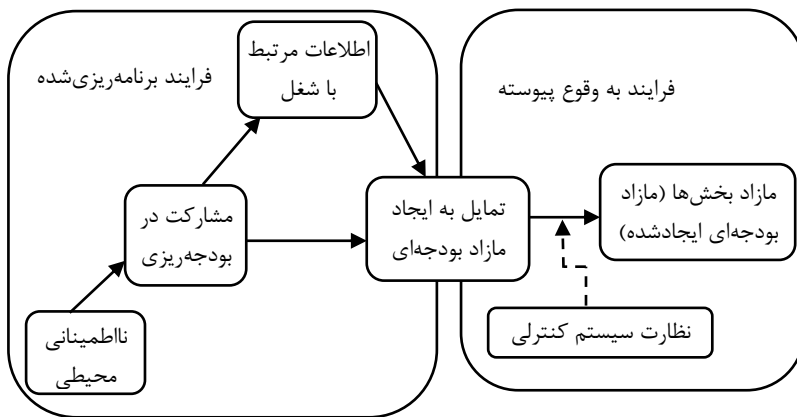 فرایند برنامه‌ریزی‌شده
اطلاعات مرتبط
با شغل
مشارکت در
بودجه‌ریزی
نااطمینانی
محیطی
تمایل به ایجاد
مازاد بودجه‌ای
فرایند به وقوع پیوسته
مازاد بخش‌ها (مازاد
بودجه‌ای ایجادشده)
نظارت سیستم کنترلی